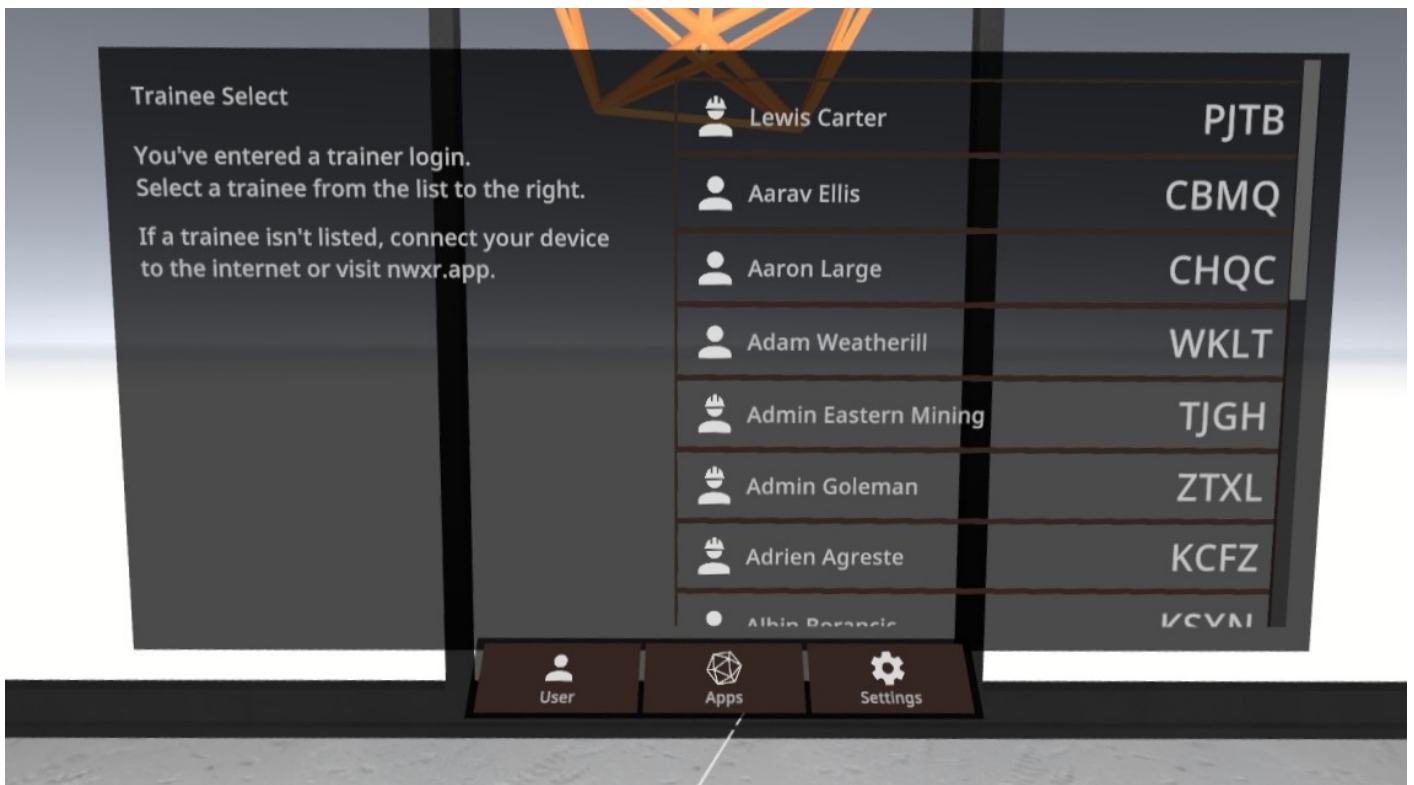 Trainee Select
You've entered a trainer login.
Select a trainee from the list to the right.
If a trainee isn't listed, connect your device
to the internet or visit nwxr.app.
Lewis Carter PJTB
Aarav Ellis CBMQ
Aaron Large CHQC
Adam Weatherill WKLT
Admin Eastern Mining TJGH
Admin Goleman ZTXL
Adrien Agreste KCFZ
User Apps Settings